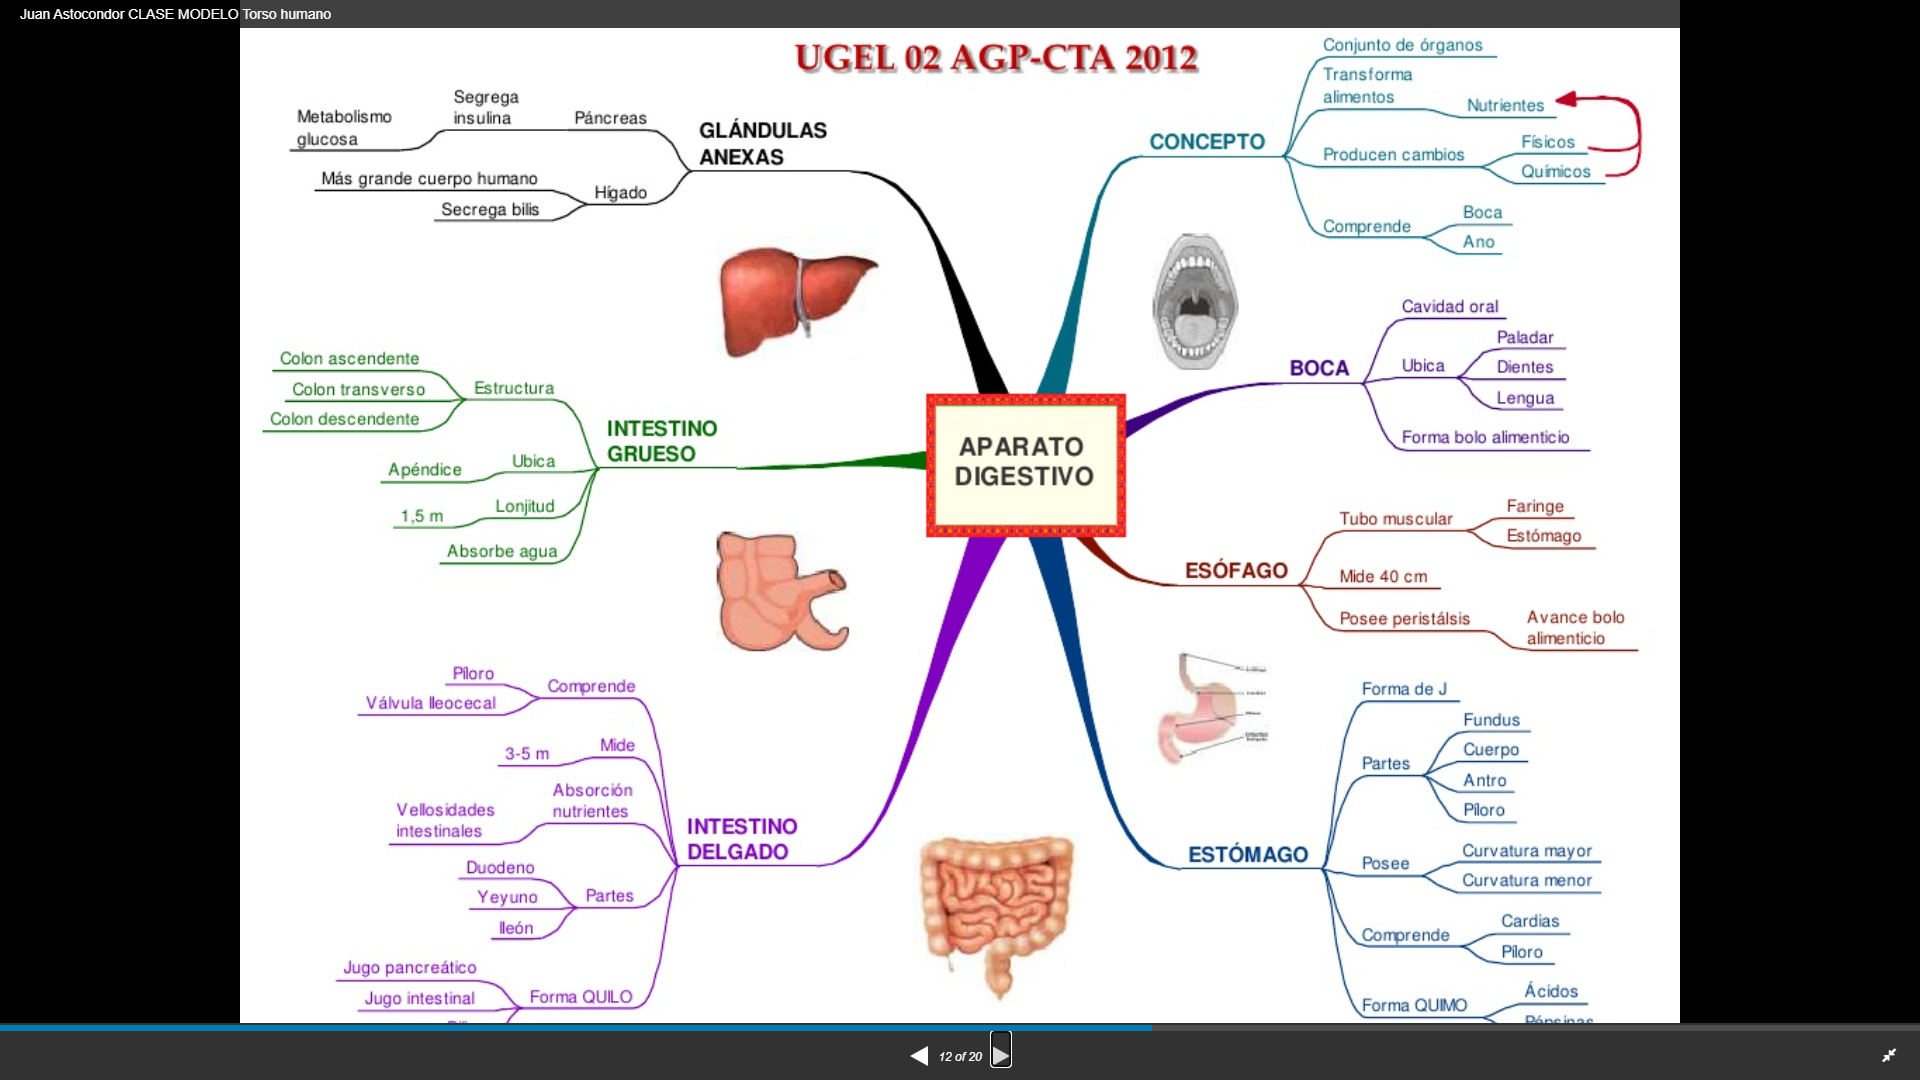 Juan Astocondor CLASE MODELO Torso humano
UGEL 02 AGP-CTA 2012
GLÁNDULAS
ANEXAS
Páncreas
Segrega
insulina
Metabolismo
glucosa
Hígado
Más grande cuerpo humano
Secrega bilis
CONCEPTO
Conjunto de órganos
Transforma
alimentos
Nutrientes
Producen cambios
Físicos
Químicos
Comprende
Boca
Ano
BOCA
Cavidad oral
Ubica
Paladar
Dientes
Lengua
Forma bolo alimenticio
APARATO
DIGESTIVO
INTESTINO
GRUESO
Estructura
Colon ascendente
Colon transverso
Colon descendente
Ubica
Apéndice
Lonjitud
1,5 m
Absorbe agua
ESÓFAGO
Tubo muscular
Faringe
Estómago
Mide 40 cm
Posee peristálsis
Avance bolo
alimenticio
INTESTINO
DELGADO
Comprende
Píloro
Válvula Ileocecal
Mide
3-5 m
Absorción
nutrientes
Vellosidades
intestinales
Partes
Duodeno
Yeyuno
Ileón
Forma QUILO
Jugo pancreático
Jugo intestinal
ESTÓMAGO
Forma de J
Partes
Fundus
Cuerpo
Antro
Píloro
Posee
Curvatura mayor
Curvatura menor
Comprende
Cardias
Píloro
Forma QUIMO
Ácidos
Pépsinas
12 of 20